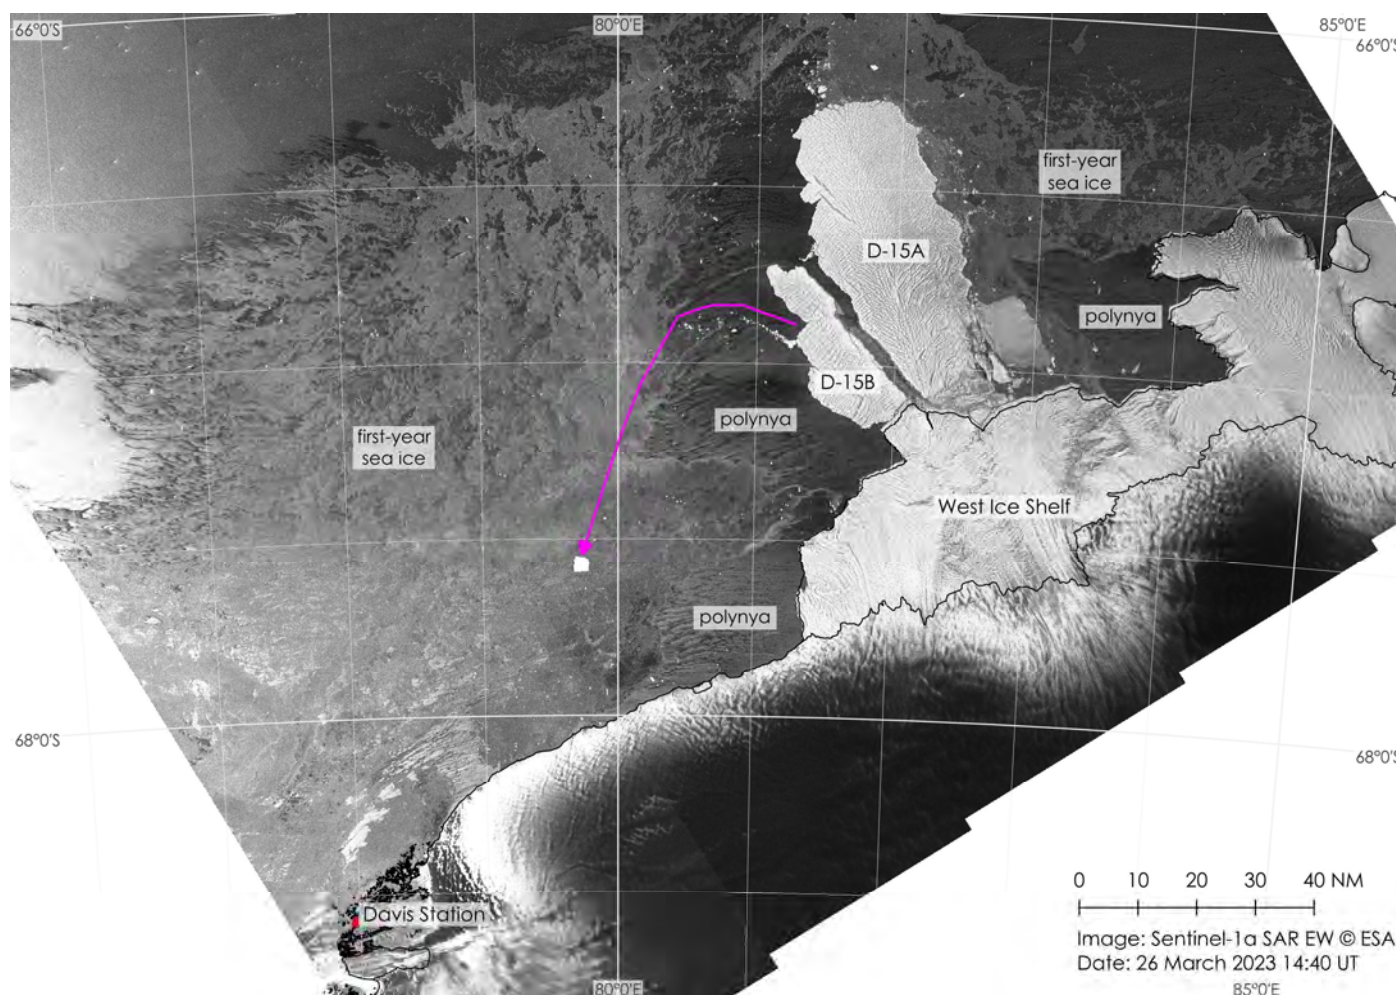 66°0'S
80°0'E
85°0'E
66°0'S
first-year
sea ice
D-15A
polynya
D-15B
polynya
first-year
sea ice
West Ice Shelf
polynya
68°0'S
68°0'S
Davis Station
0 10 20 30 40 NM
Image: Sentinel-1a SAR EW © ESA
Date: 26 March 2023 14:40 UT
80°0'E
85°0'E